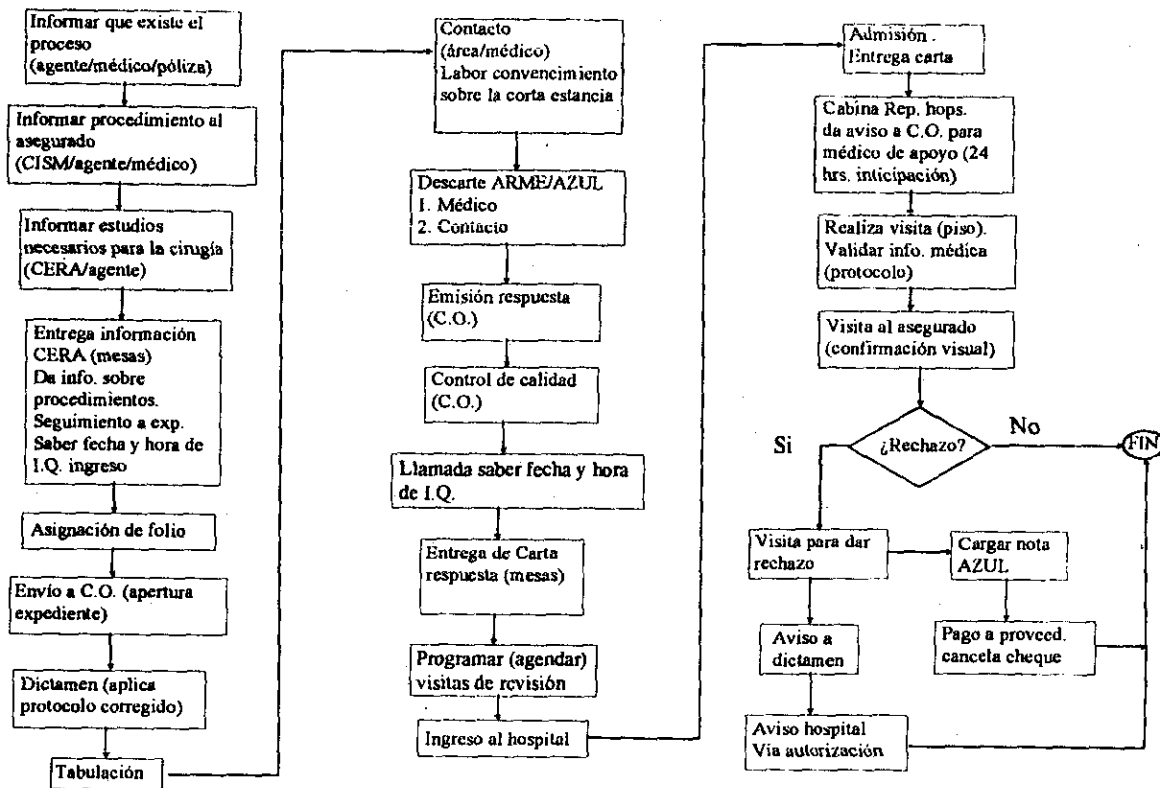 Informar que existe el
proceso
(agente/médico/póliza)
Informar procedimiento al
asegurado
(CISM/agente/médico)
Informar estudios
necesarios para la cirugía
(CERA/agente)
Entrega información
CERA (mesas)
Da info. sobre
procedimientos.
Seguimiento a exp.
Saber fecha y hora de
I.Q. ingreso
Asignación de folio
Envío a C.O. (apertura
expediente)
Dictamen (aplica
protocolo corregido)
Tabulación
Contacto
(área/médico)
Labor convencimiento
sobre la corta estancia
Descarte ARME/AZUL
1. Médico
2. Contacto
Emisión respuesta
(C.O.)
Control de calidad
(C.O.)
Llamada saber fecha y hora
de I.Q.
Entrega de Carta
respuesta (mesas)
Programar (agendar)
visitas de revisión
Ingreso al hospital
Admisión .
Entrega carta
Cabina Rep. hops.
da aviso a C.O. para
médico de apoyo (24
hrs. inticipación)
Realiza visita (piso).
Validar info. médica
(protocolo)
Visita al asegurado
(confirmación visual)
¿Rechazo?
Si
No
FIN
Visita para dar
rechazo
Cargar nota
AZUL
Aviso a
dictamen
Pago a proveed.
cancela cheque
Aviso hospital
Via autorización